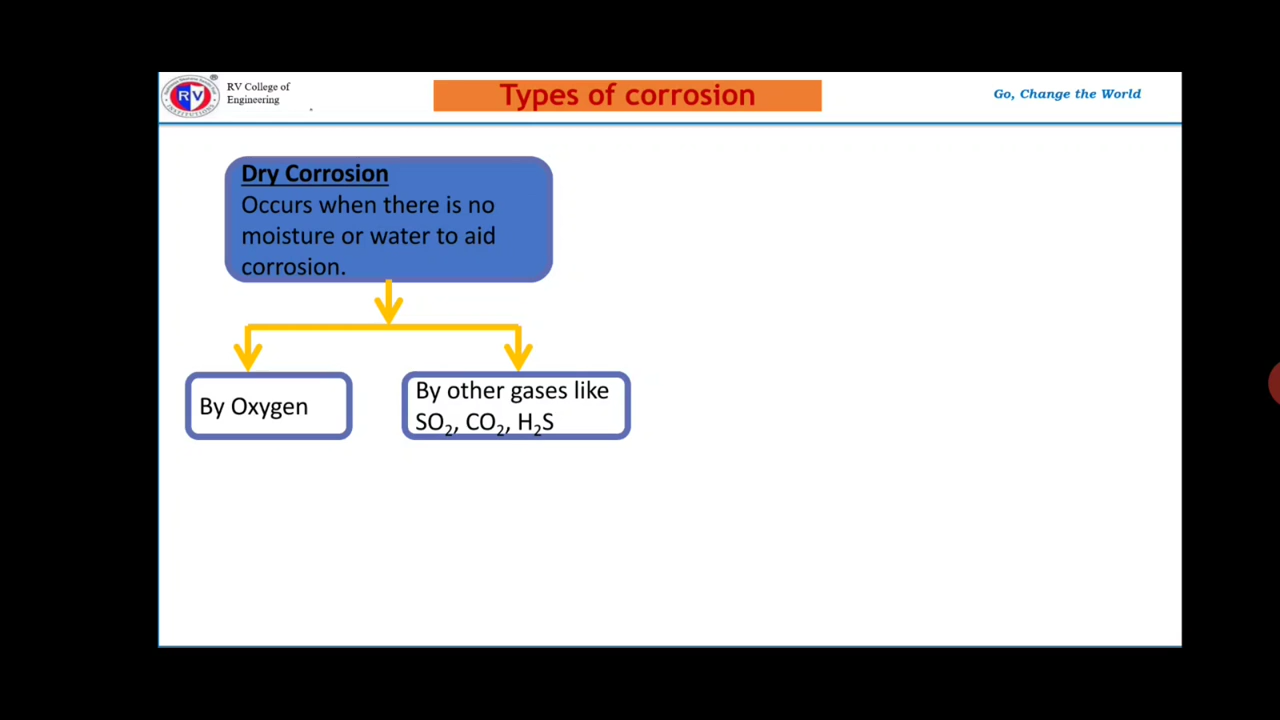 RV College of
Engineering
Types of corrosion
Go, Change the World
RV
Dry Corrosion
Occurs when there is no
moisture or water to aid
corrosion.
By Oxygen
By other gases like
SO₂, CO₂, H₂S